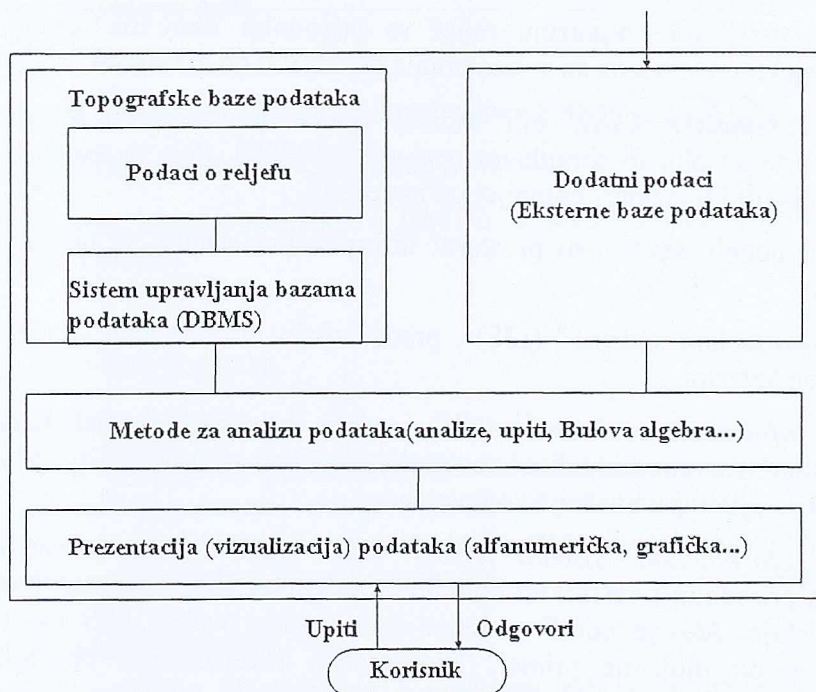 Topografske baze podataka
Podaci o reljefu
Sistem upravljanja bazama
podataka (DBMS)
Dodatni podaci
(Eksterne baze podataka)
Metode za analizu podataka(analize, upiti, Bulova algebra...)
Prezentacija (vizualizacija) podataka (alfanumerička, grafička...)
Upiti
Odgovori
Korisnik